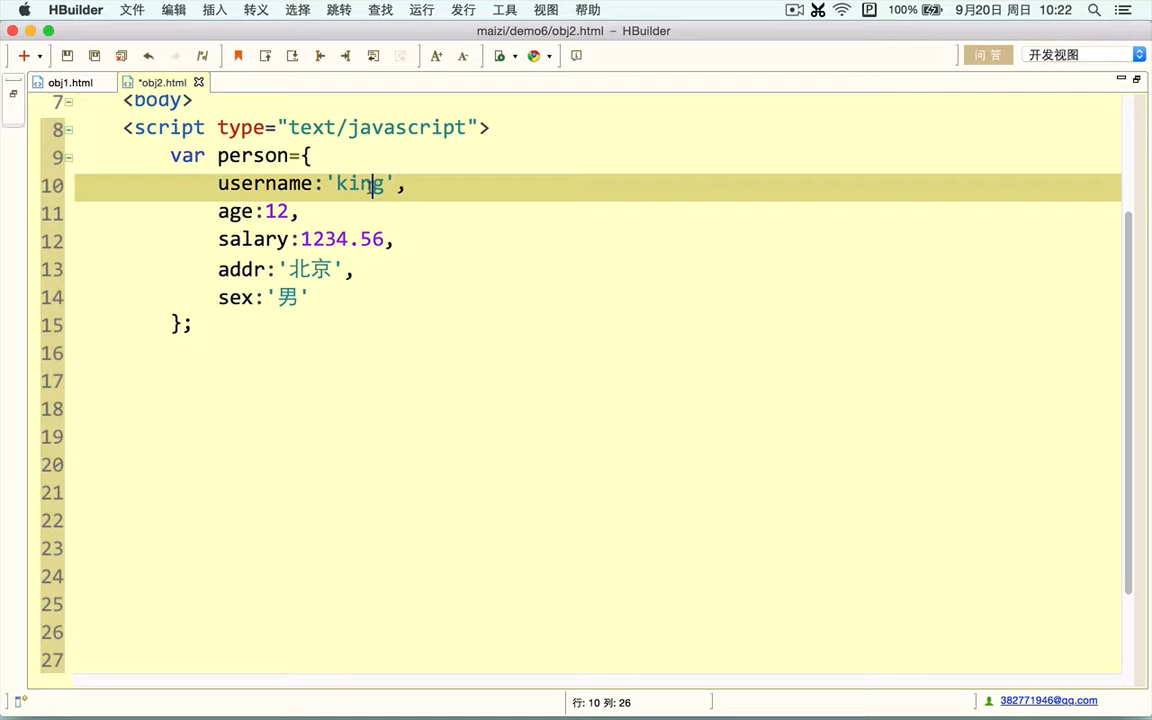 HBuilder 文件 编辑 插入 转义 选择 跳转 查找 运行 发行 工具 视图 帮助 100% 9月20日 周日 10:22
maizi/demo6/obj2.html – HBuilder
问 答 开发视图
obj1.html *obj2.html
7 <body>
8 <script type="text/javascript">
9 var person={
10 username:'king',
11 age:12,
12 salary:1234.56,
13 addr:'北京',
14 sex:'男'
15 };
16
17
18
19
20
21
22
23
24
25
26
27
行: 10 列: 26 382771946@qq.com